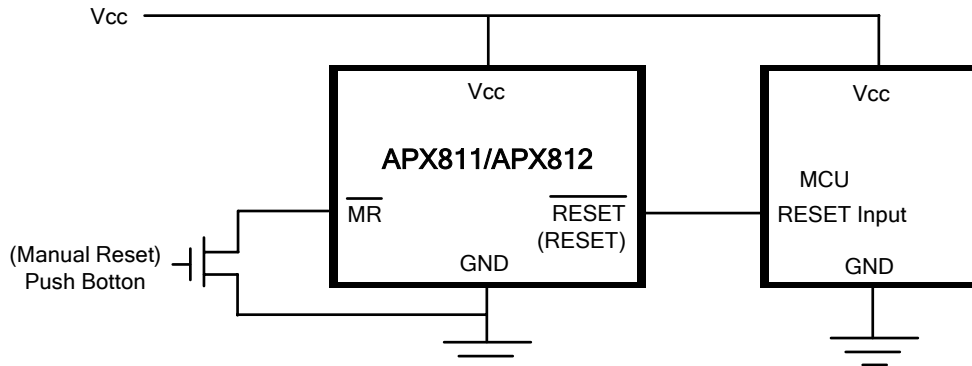 Vcc
Vcc
APX811/APX812
MR
RESET
(RESET)
GND
(Manual Reset)
Push Botton
Vcc
MCU
RESET Input
GND